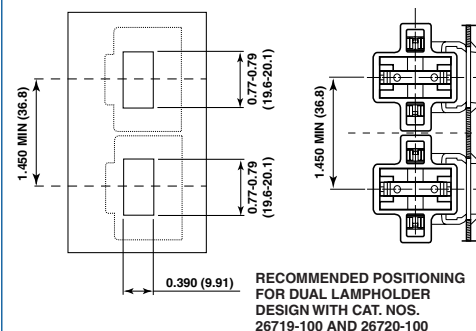 0.77-0.79
(19.6-20.1)
1.450 MIN (36.8)
0.77-0.79
(19.6-20.1)
0.390 (9.91)
1.450 MIN (36.8)
RECOMMENDED POSITIONING
FOR DUAL LAMPHOLDER
DESIGN WITH CAT. NOS.
26719-100 AND 26720-100